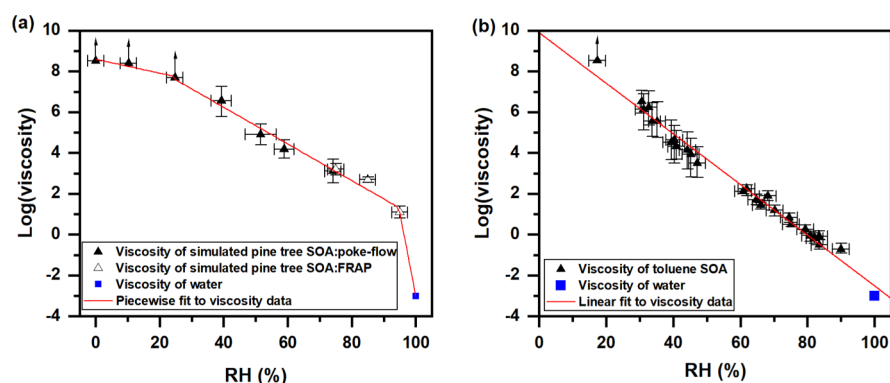 (a)
10
8
6
4
2
0
-2
-4
Log(viscosity)
Viscosity of simulated pine tree SOA:poke-flow
Viscosity of simulated pine tree SOA:FRAP
Viscosity of water
Piecewise fit to viscosity data
0 20 40 60 80 100
RH (%)
(b)
10
8
6
4
2
0
-2
-4
Log(viscosity)
Viscosity of toluene SOA
Viscosity of water
Linear fit to viscosity data
0 20 40 60 80 100
RH (%)